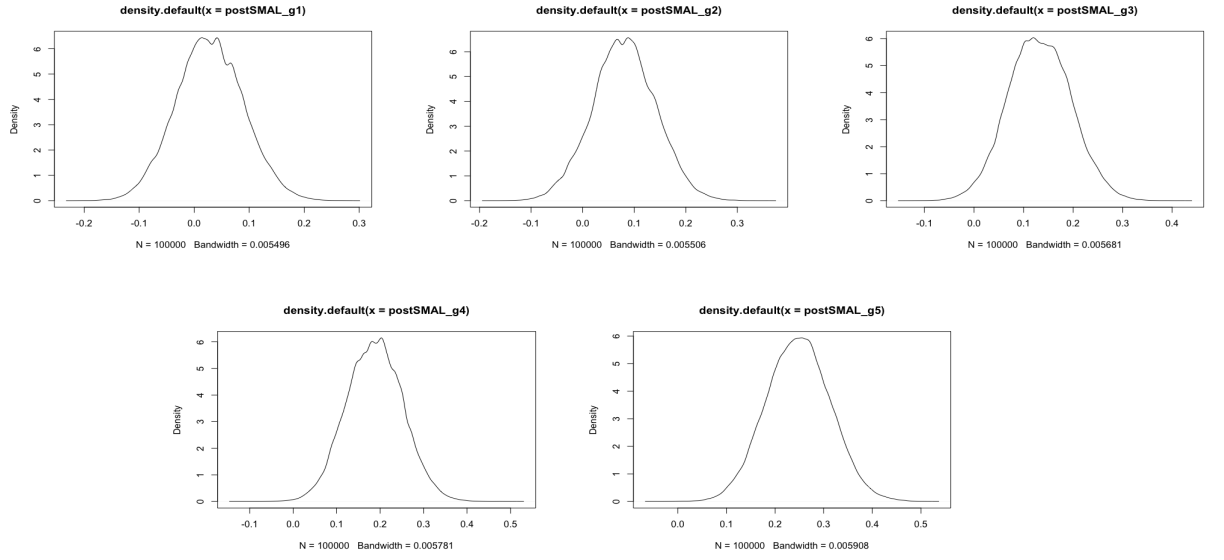 density.default(x = postSMAL_g1)
Density
0 1 2 3 4 5 6
-0.2 -0.1 0.0 0.1 0.2 0.3
N = 100000 Bandwidth = 0.005496
density.default(x = postSMAL_g2)
Density
0 1 2 3 4 5 6
-0.2 -0.1 0.0 0.1 0.2 0.3
N = 100000 Bandwidth = 0.005506
density.default(x = postSMAL_g3)
Density
0 1 2 3 4 5 6
-0.1 0.0 0.1 0.2 0.3 0.4
N = 100000 Bandwidth = 0.005681
density.default(x = postSMAL_g4)
Density
0 1 2 3 4 5 6
-0.1 0.0 0.1 0.2 0.3 0.4 0.5
N = 100000 Bandwidth = 0.005781
density.default(x = postSMAL_g5)
Density
0 1 2 3 4 5 6
0.0 0.1 0.2 0.3 0.4 0.5
N = 100000 Bandwidth = 0.005908